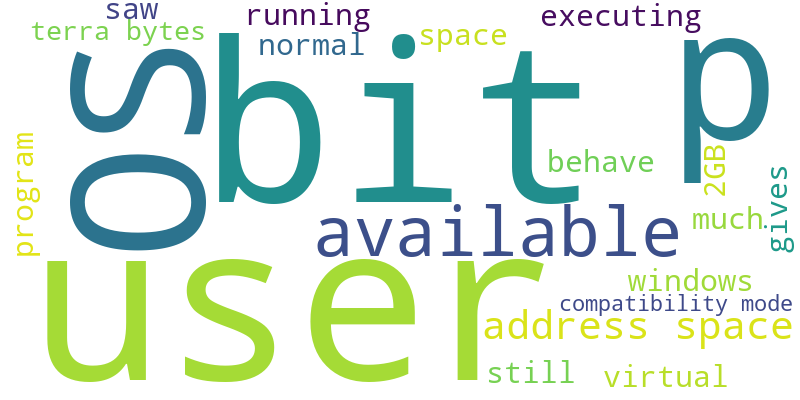 saw
running
executing
terra bytes
normal
space
os
bit
p
behave
program
2GB
gives
available
much
user
windows
compatibility mode
address space
still
virtual